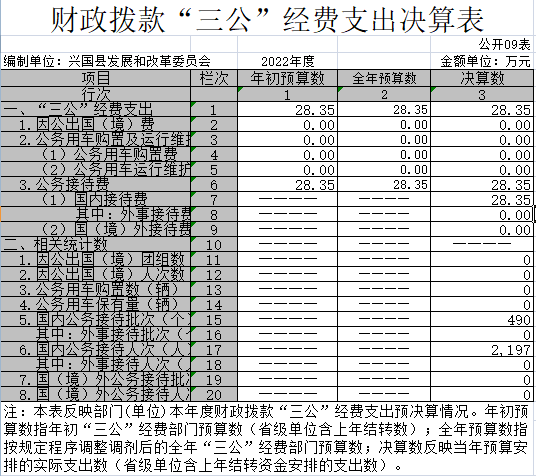 财政拨款“三公”经费支出决算表
公开09表
编制单位：兴国县发展和改革委员会 2022年度 金额单位：万元
项目 栏次 年初预算数 全年预算数 决算数
行次 1 2 3
一、“三公”经费支出 1 28.35 28.35 28.35
1.因公出国（境）费 2 0.00 0.00 0.00
2.公务用车购置及运行维护 3 0.00 0.00 0.00
（1）公务用车购置费 4 0.00 0.00 0.00
（2）公务用车运行维护 5 0.00 0.00 0.00
3.公务接待费 6 28.35 28.35 28.35
（1）国内接待费 7 ———— ———— 28.35
其中：外事接待费 8 ———— ———— 0.00
（2）国（境）外接待费 9 ———— ———— 0.00
二、相关统计数 10 ———— ———— ————
1.因公出国（境）团组数 11 ———— ———— 0
2.因公出国（境）人次数 12 ———— ———— 0
3.公务用车购置数（辆） 13 ———— ———— 0
4.公务用车保有量（辆） 14 ———— ———— 0
5.国内公务接待批次（个 15 ———— ———— 490
其中：外事接待批次（个 16 ———— ———— 0
6.国内公务接待人次（人 17 ———— ———— 2,197
其中：外事接待人次（人 18 ———— ———— 0
7.国（境）外公务接待批次 19 ———— ———— 0
8.国（境）外公务接待人次 20 ———— ———— 0
注：本表反映部门(单位)本年度财政拨款“三公”经费支出预决算情况。年初预
算数指年初“三公”经费部门预算数（省级单位含上年结转数）；全年预算数指
按规定程序调整调剂后的全年“三公”经费部门预算数；决算数反映当年预算安
排的实际支出数（省级单位含上年结转资金安排的支出数）。